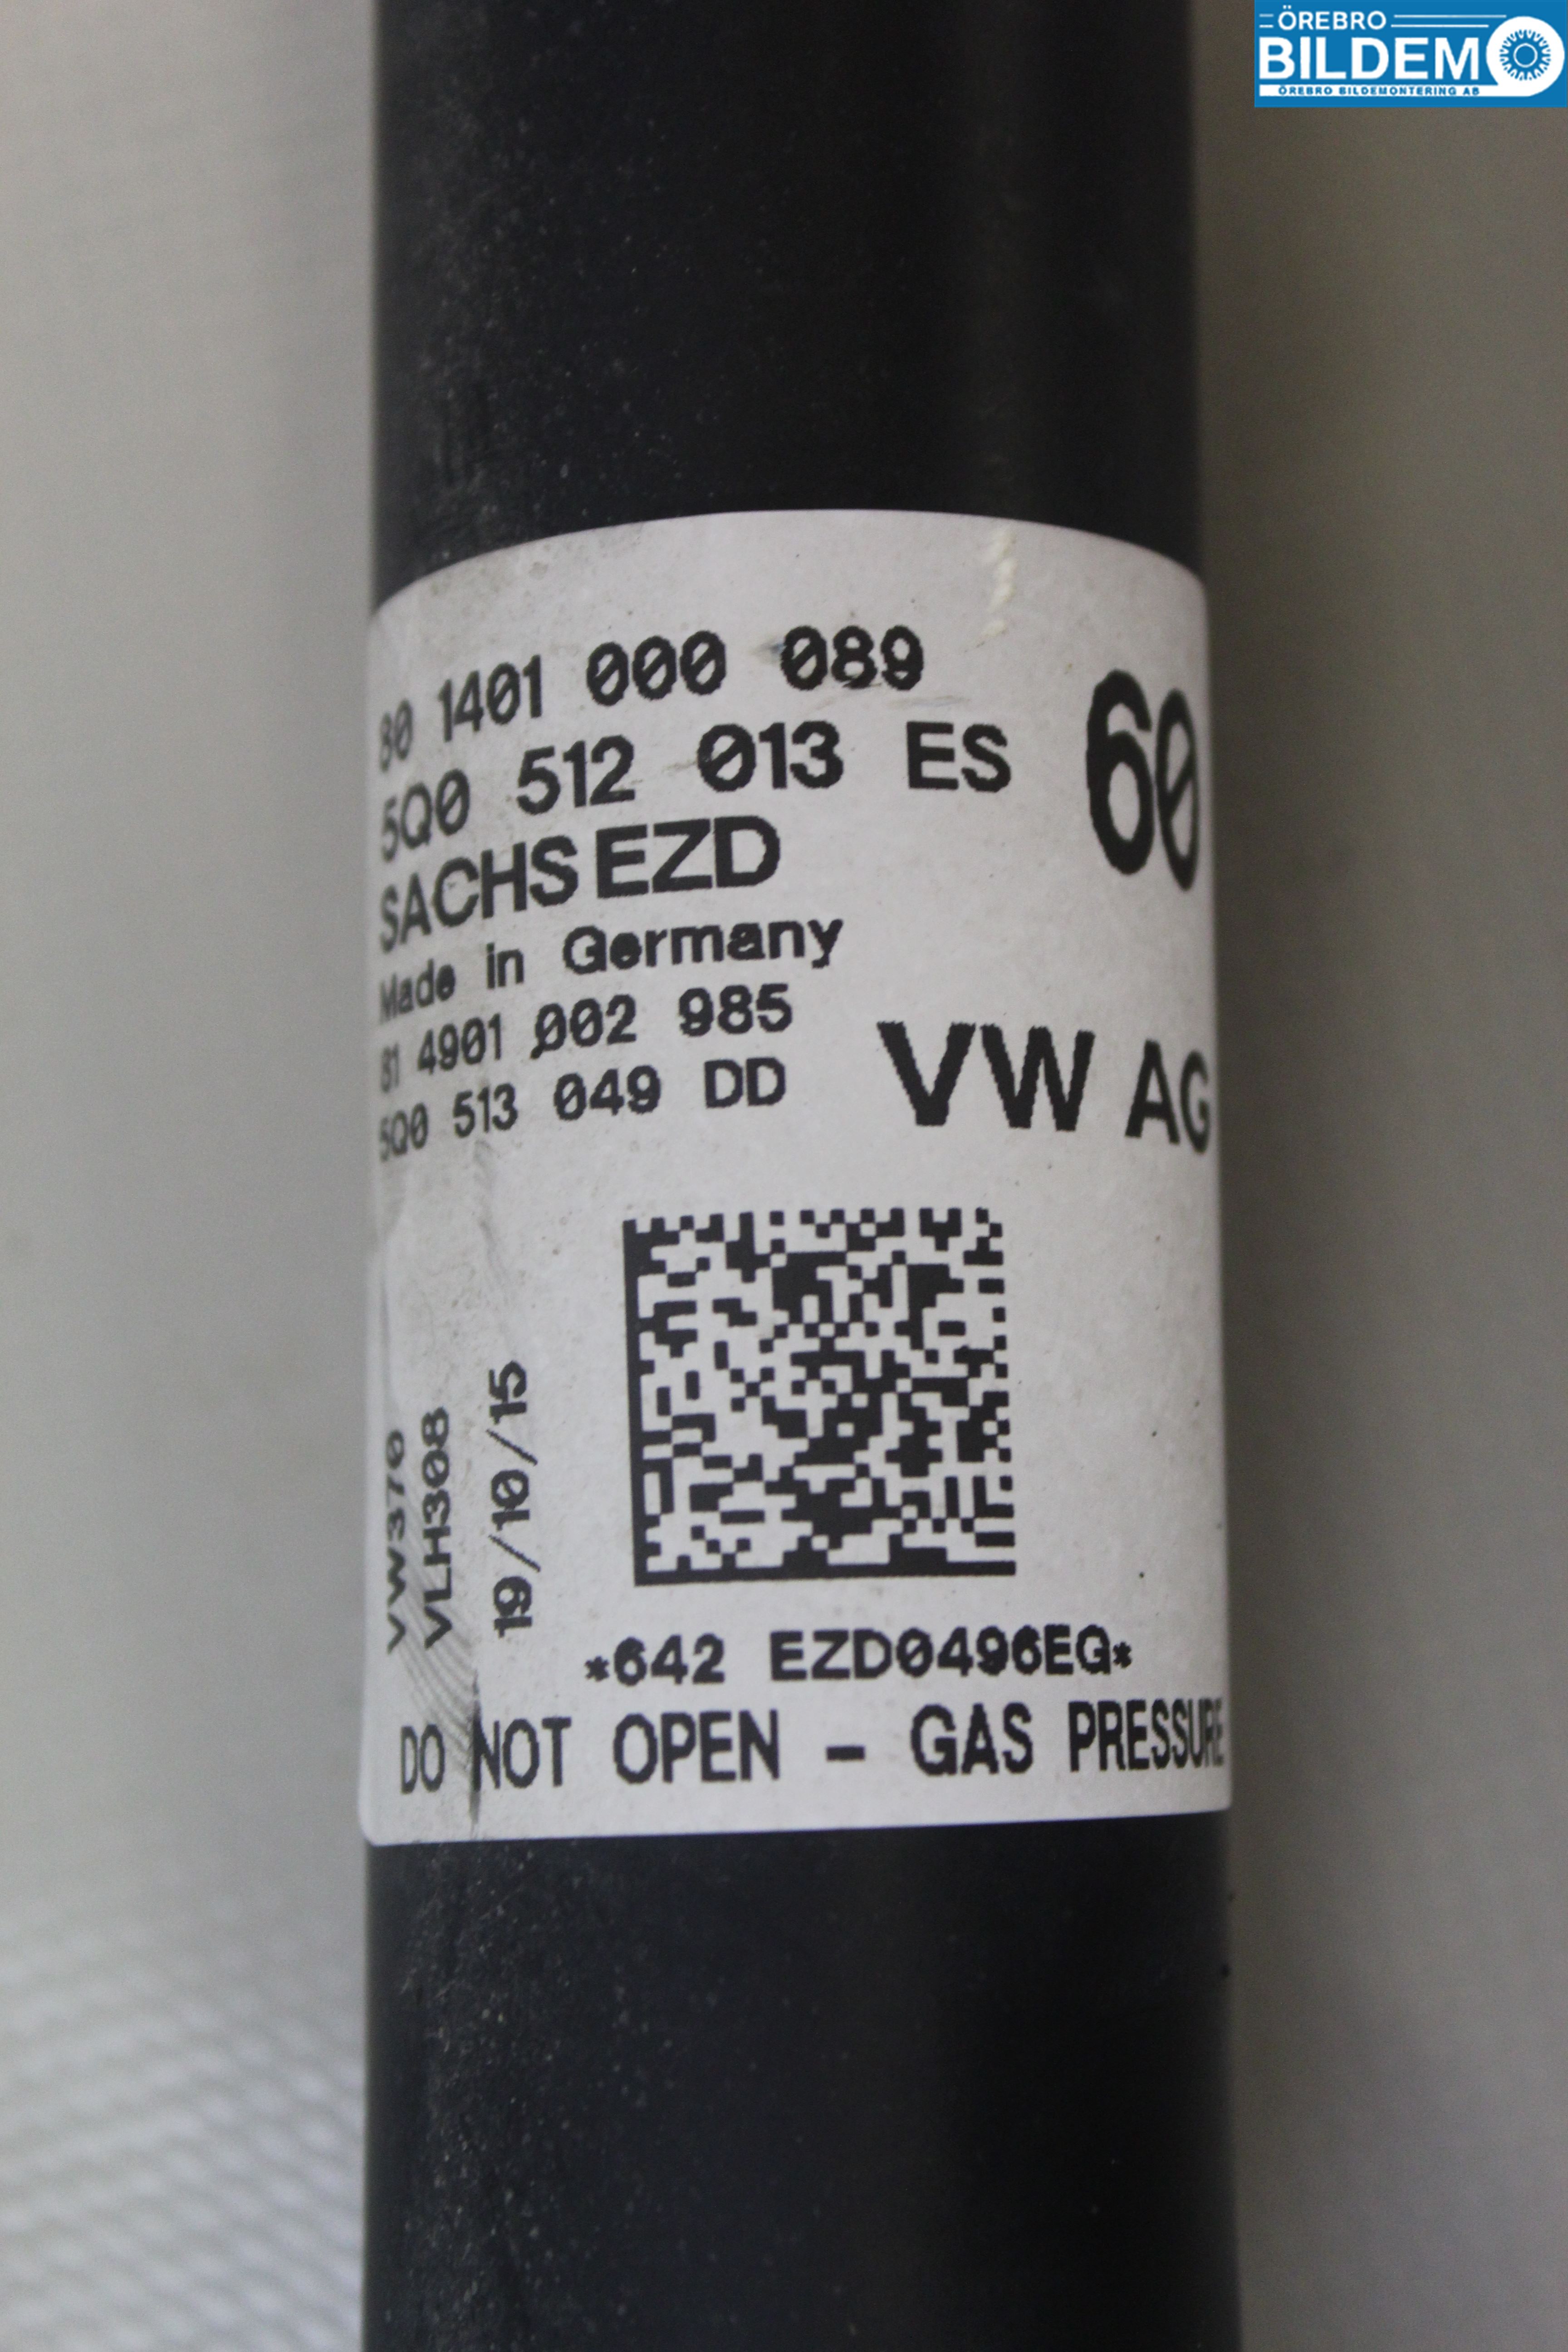 ÖREBRO
BILDEMO
ÖREBRO BILDEMONTERING AB
80 1401 000 089
5Q0 512 013 ES
60
SACHS EZD
Made in Germany
81 4901 002 985
5Q0 513 049 DD
VW AG
VW370
VLH308
19/10/15
*642 EZD0496EG*
DO NOT OPEN - GAS PRESSURE